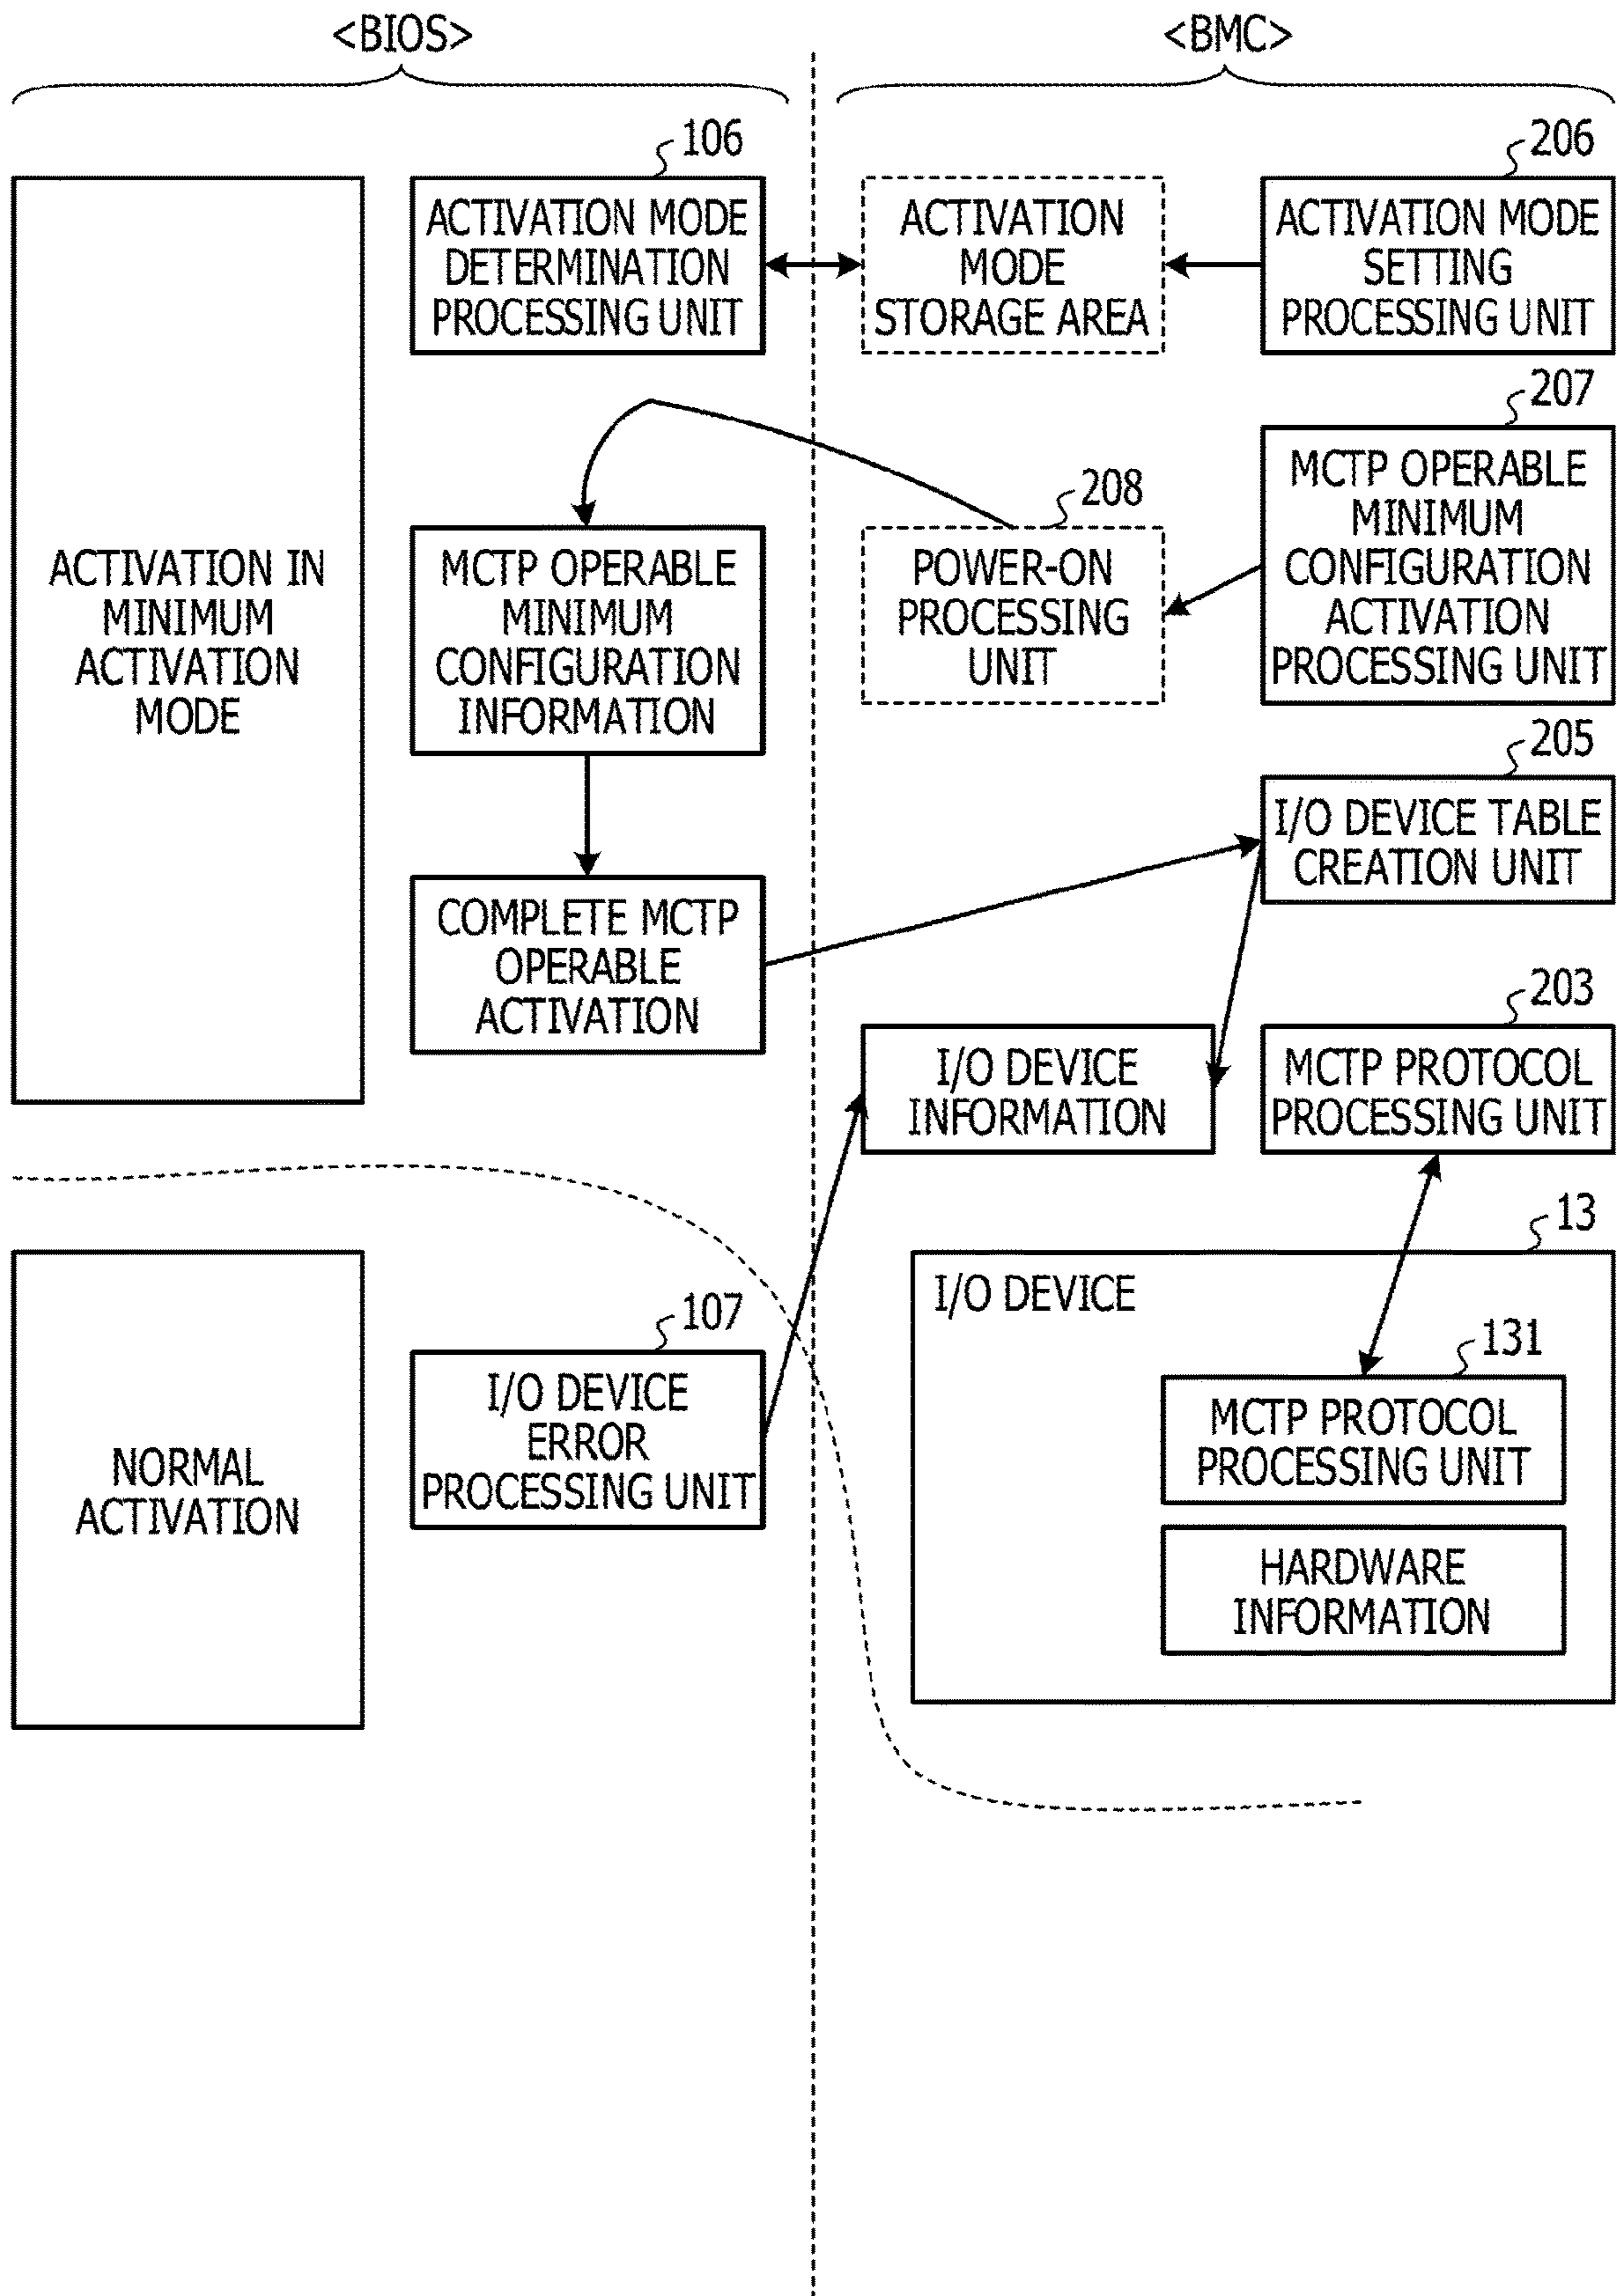 <BIOS>
<BMC>
106
206
ACTIVATION MODE
DETERMINATION
PROCESSING UNIT
ACTIVATION
MODE
STORAGE AREA
ACTIVATION MODE
SETTING
PROCESSING UNIT
207
ACTIVATION IN
MINIMUM
ACTIVATION
MODE
MCTP OPERABLE
MINIMUM
CONFIGURATION
INFORMATION
208
POWER-ON
PROCESSING
UNIT
MCTP OPERABLE
MINIMUM
CONFIGURATION
ACTIVATION
PROCESSING UNIT
205
I/O DEVICE TABLE
CREATION UNIT
COMPLETE MCTP
OPERABLE
ACTIVATION
203
I/O DEVICE
INFORMATION
MCTP PROTOCOL
PROCESSING UNIT
13
I/O DEVICE
107
NORMAL
ACTIVATION
I/O DEVICE
ERROR
PROCESSING UNIT
131
MCTP PROTOCOL
PROCESSING UNIT
HARDWARE
INFORMATION